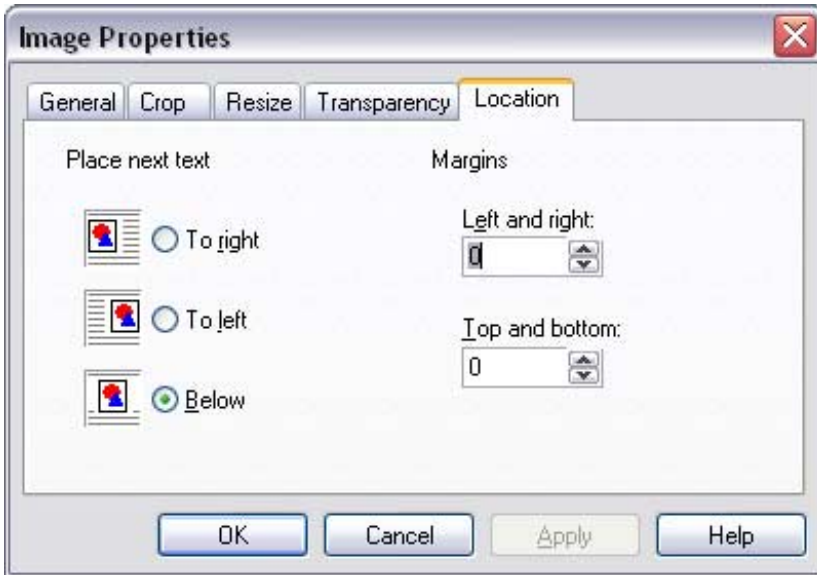 Image Properties
General Crop Resize Transparency Location
Place next text
Margins
To right
To left
Below
Left and right:
0
Top and bottom:
0
OK Cancel Apply Help